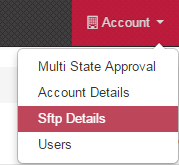 Account
Multi State Approval
Account Details
Sftp Details
Users